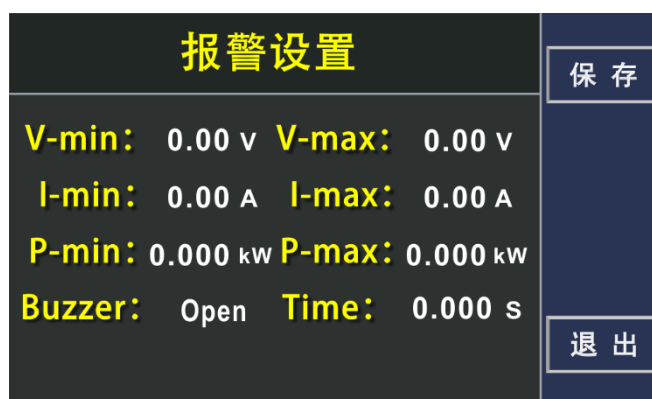 报警设置
保 存
V-min： 0.00 V V-max： 0.00 V
I-min： 0.00 A I-max： 0.00 A
P-min： 0.000 kW P-max： 0.000 kW
Buzzer： Open Time： 0.000 s
退 出